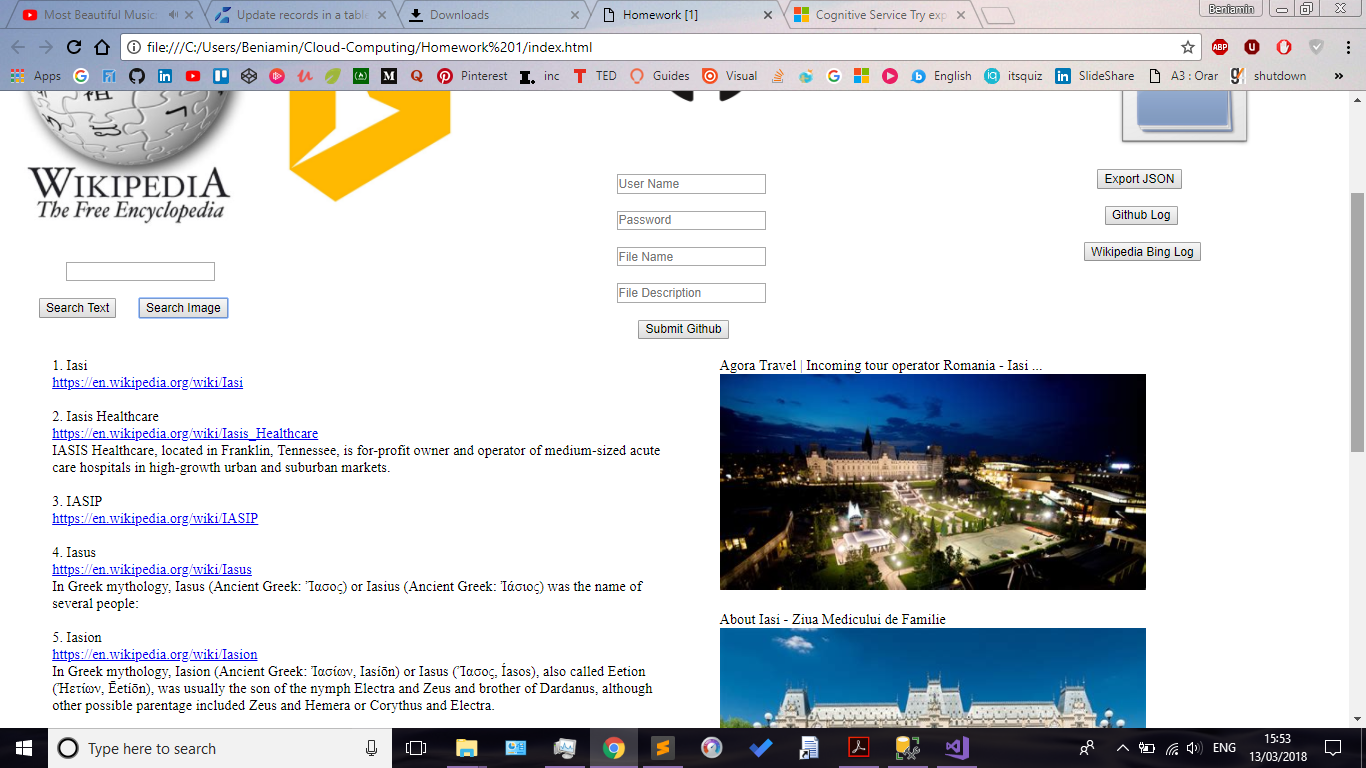 Most Beautiful Music
Update records in a table
Downloads
Homework [1]
Cognitive Service Try exp
Beniamin
file:///C:/Users/Beniamin/Cloud-Computing/Homework%201/index.html
ABP
Apps
Pinterest
inc
TED
Guides
Visual
English
itsquiz
SlideShare
A3 : Orar
shutdown
»
WIKIPEDIA
The Free Encyclopedia
User Name
Password
File Name
File Description
Submit Github
Export JSON
Github Log
Wikipedia Bing Log
Search Text
Search Image
1. Iasi
https://en.wikipedia.org/wiki/Iasi
2. Iasis Healthcare
https://en.wikipedia.org/wiki/Iasis_Healthcare
IASIS Healthcare, located in Franklin, Tennessee, is for-profit owner and operator of medium-sized acute
care hospitals in high-growth urban and suburban markets.
3. IASIP
https://en.wikipedia.org/wiki/IASIP
4. Iasus
https://en.wikipedia.org/wiki/Iasus
In Greek mythology, Iasus (Ancient Greek: Ἴασος) or Iasius (Ancient Greek: Ἰάσιος) was the name of
several people:
5. Iasion
https://en.wikipedia.org/wiki/Iasion
In Greek mythology, Iasion (Ancient Greek: Ἰασίων, Iasíōn) or Iasus (Ἴασος, Íasos), also called Eetion
(Ἠετίων, Ēetíōn), was usually the son of the nymph Electra and Zeus and brother of Dardanus, although
other possible parentage included Zeus and Hemera or Corythus and Electra.
Agora Travel | Incoming tour operator Romania - Iasi ...
About Iasi - Ziua Medicului de Familie
Type here to search
ENG
15:53
13/03/2018